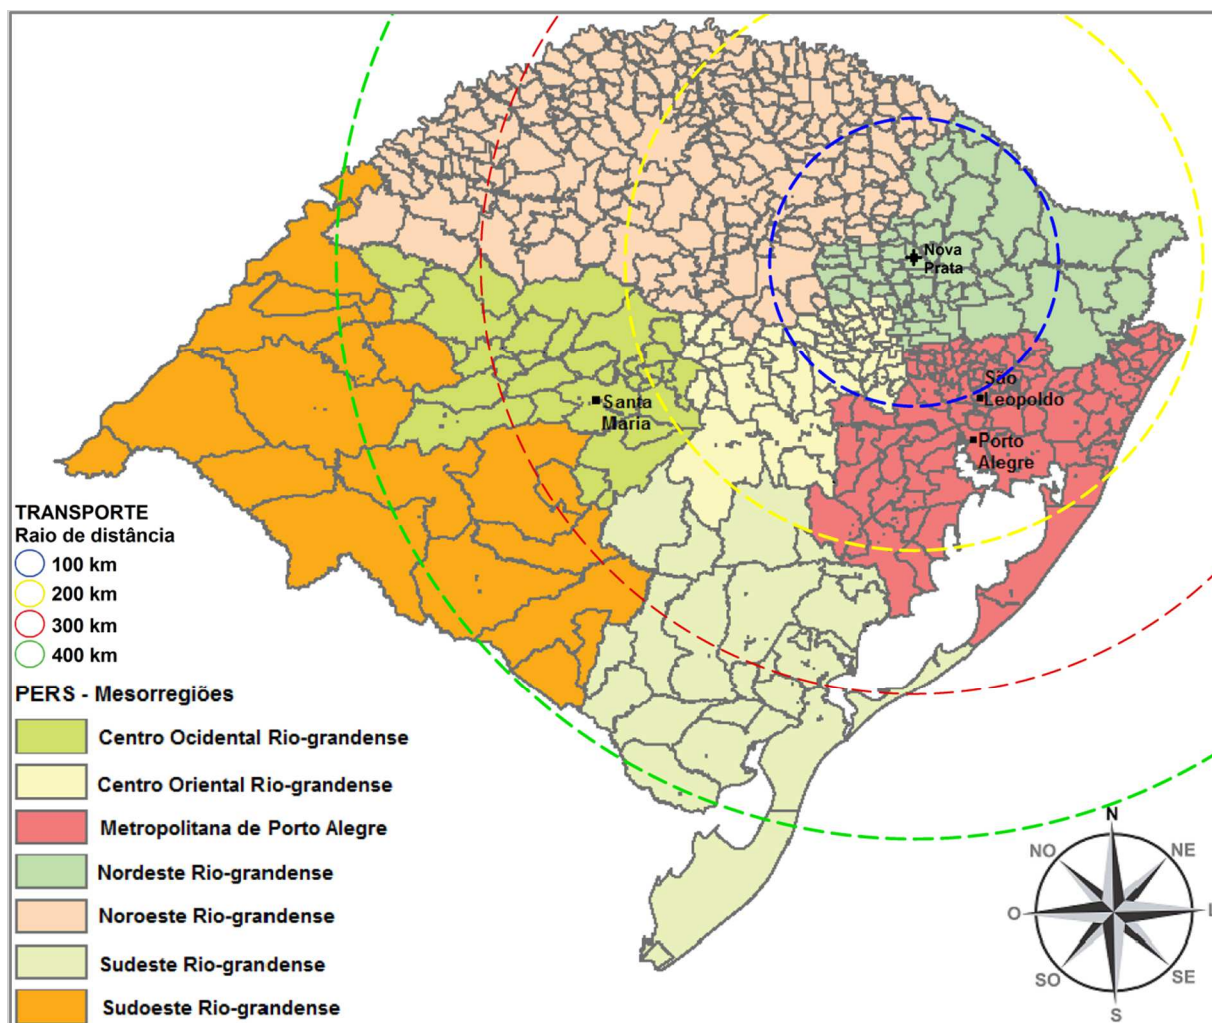 Nova
Prata
São
Leopoldo
Santa
Maria
Porto
Alegre
TRANSPORTE
Raio de distância
100 km
200 km
300 km
400 km
PERS - Mesorregiões
Centro Ocidental Rio-grandense
Centro Oriental Rio-grandense
Metropolitana de Porto Alegre
Nordeste Rio-grandense
Noroeste Rio-grandense
Sudeste Rio-grandense
Sudoeste Rio-grandense
N
NO
NE
O
L
SO
SE
S